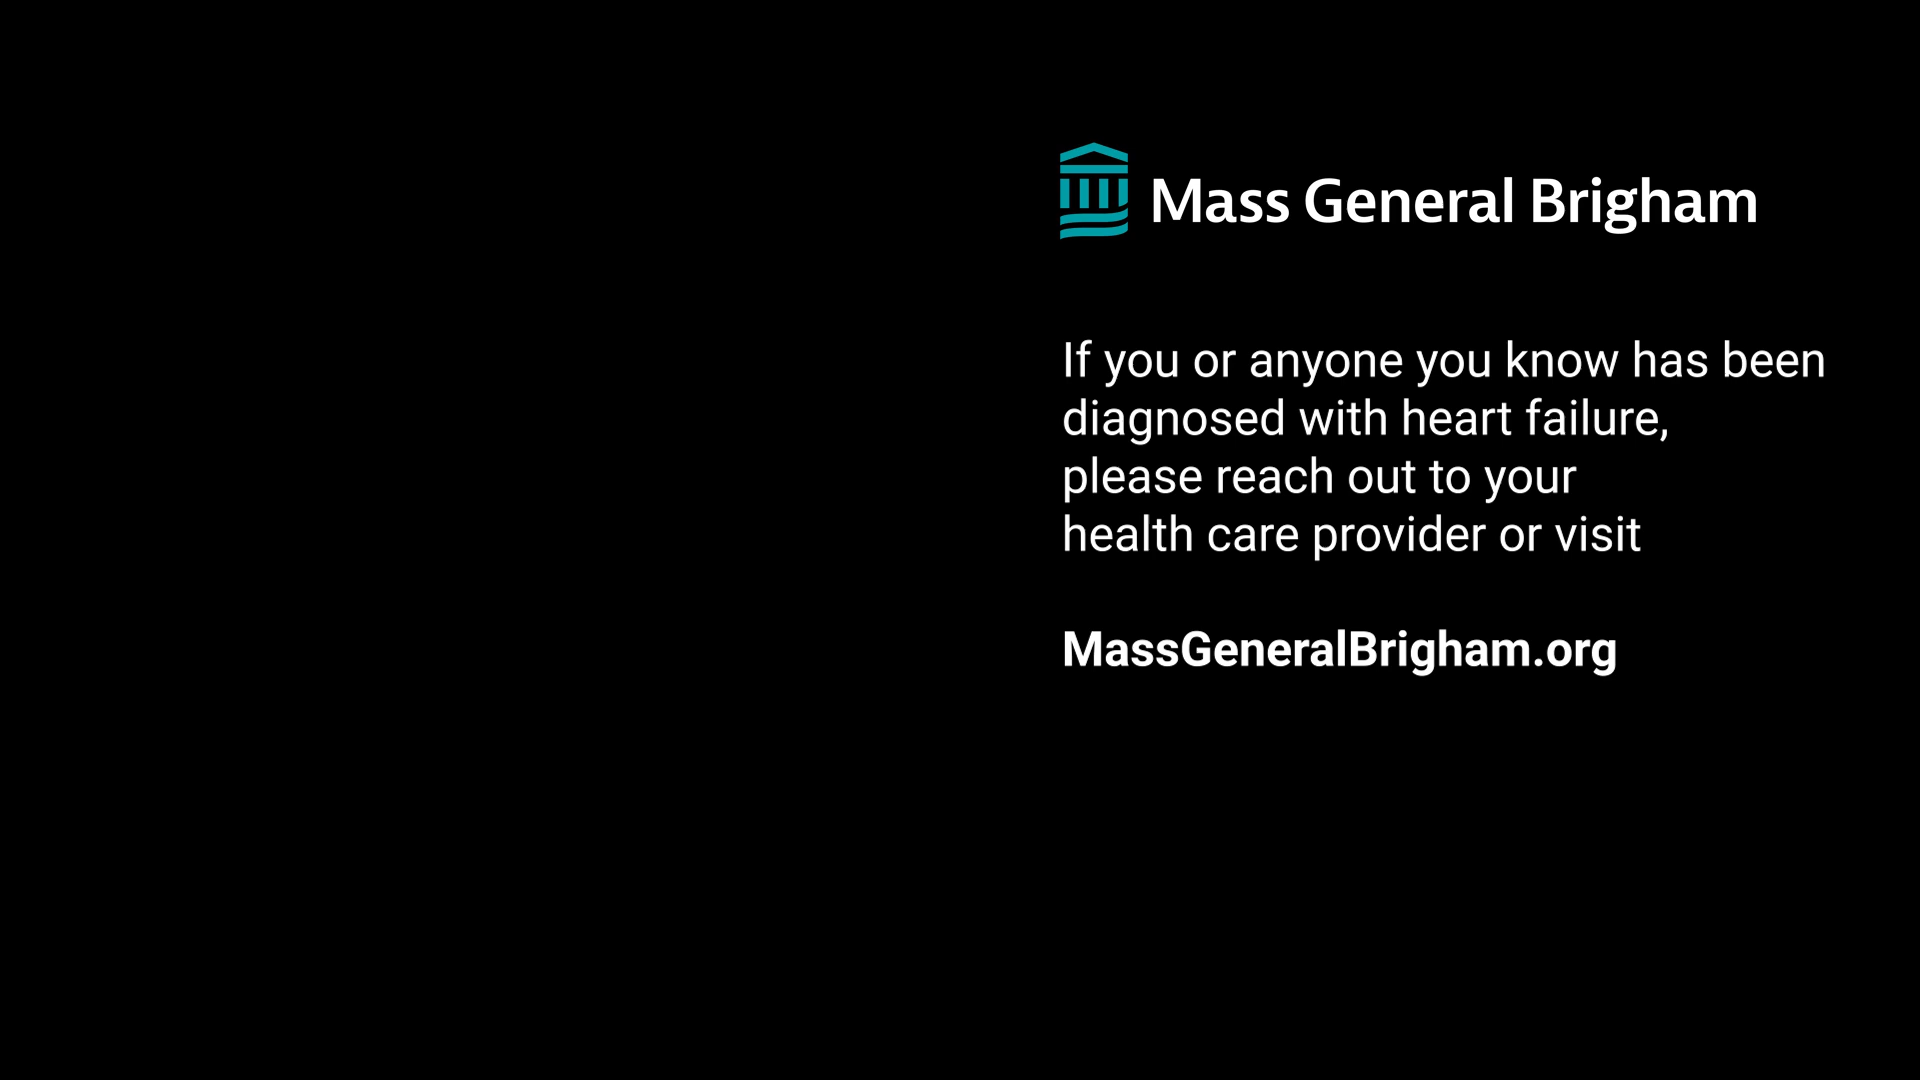 Mass General Brigham
If you or anyone you know has been
diagnosed with heart failure,
please reach out to your
health care provider or visit
MassGeneralBrigham.org